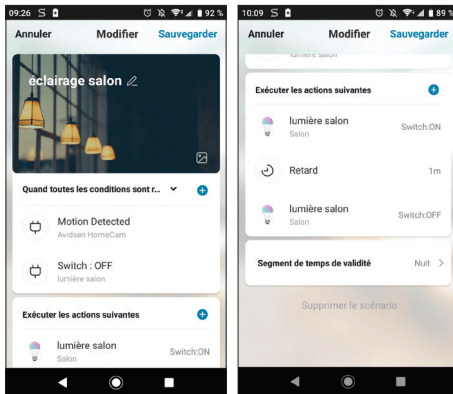 09:26 92 %
Annuler Modifier Sauvegarder
éclairage salon
Quand toutes les conditions sont r...
Motion Detected
Avidsen HomeCam
Switch : OFF
lumière salon
Exécuter les actions suivantes
lumière salon
Salon
Switch:ON
10:09 89 %
Annuler Modifier Sauvegarder
lumière salon
Exécuter les actions suivantes
lumière salon
Salon
Switch:ON
Retard 1m
lumière salon
Salon
Switch:OFF
Segment de temps de validité Nuit
Supprimer le scénario